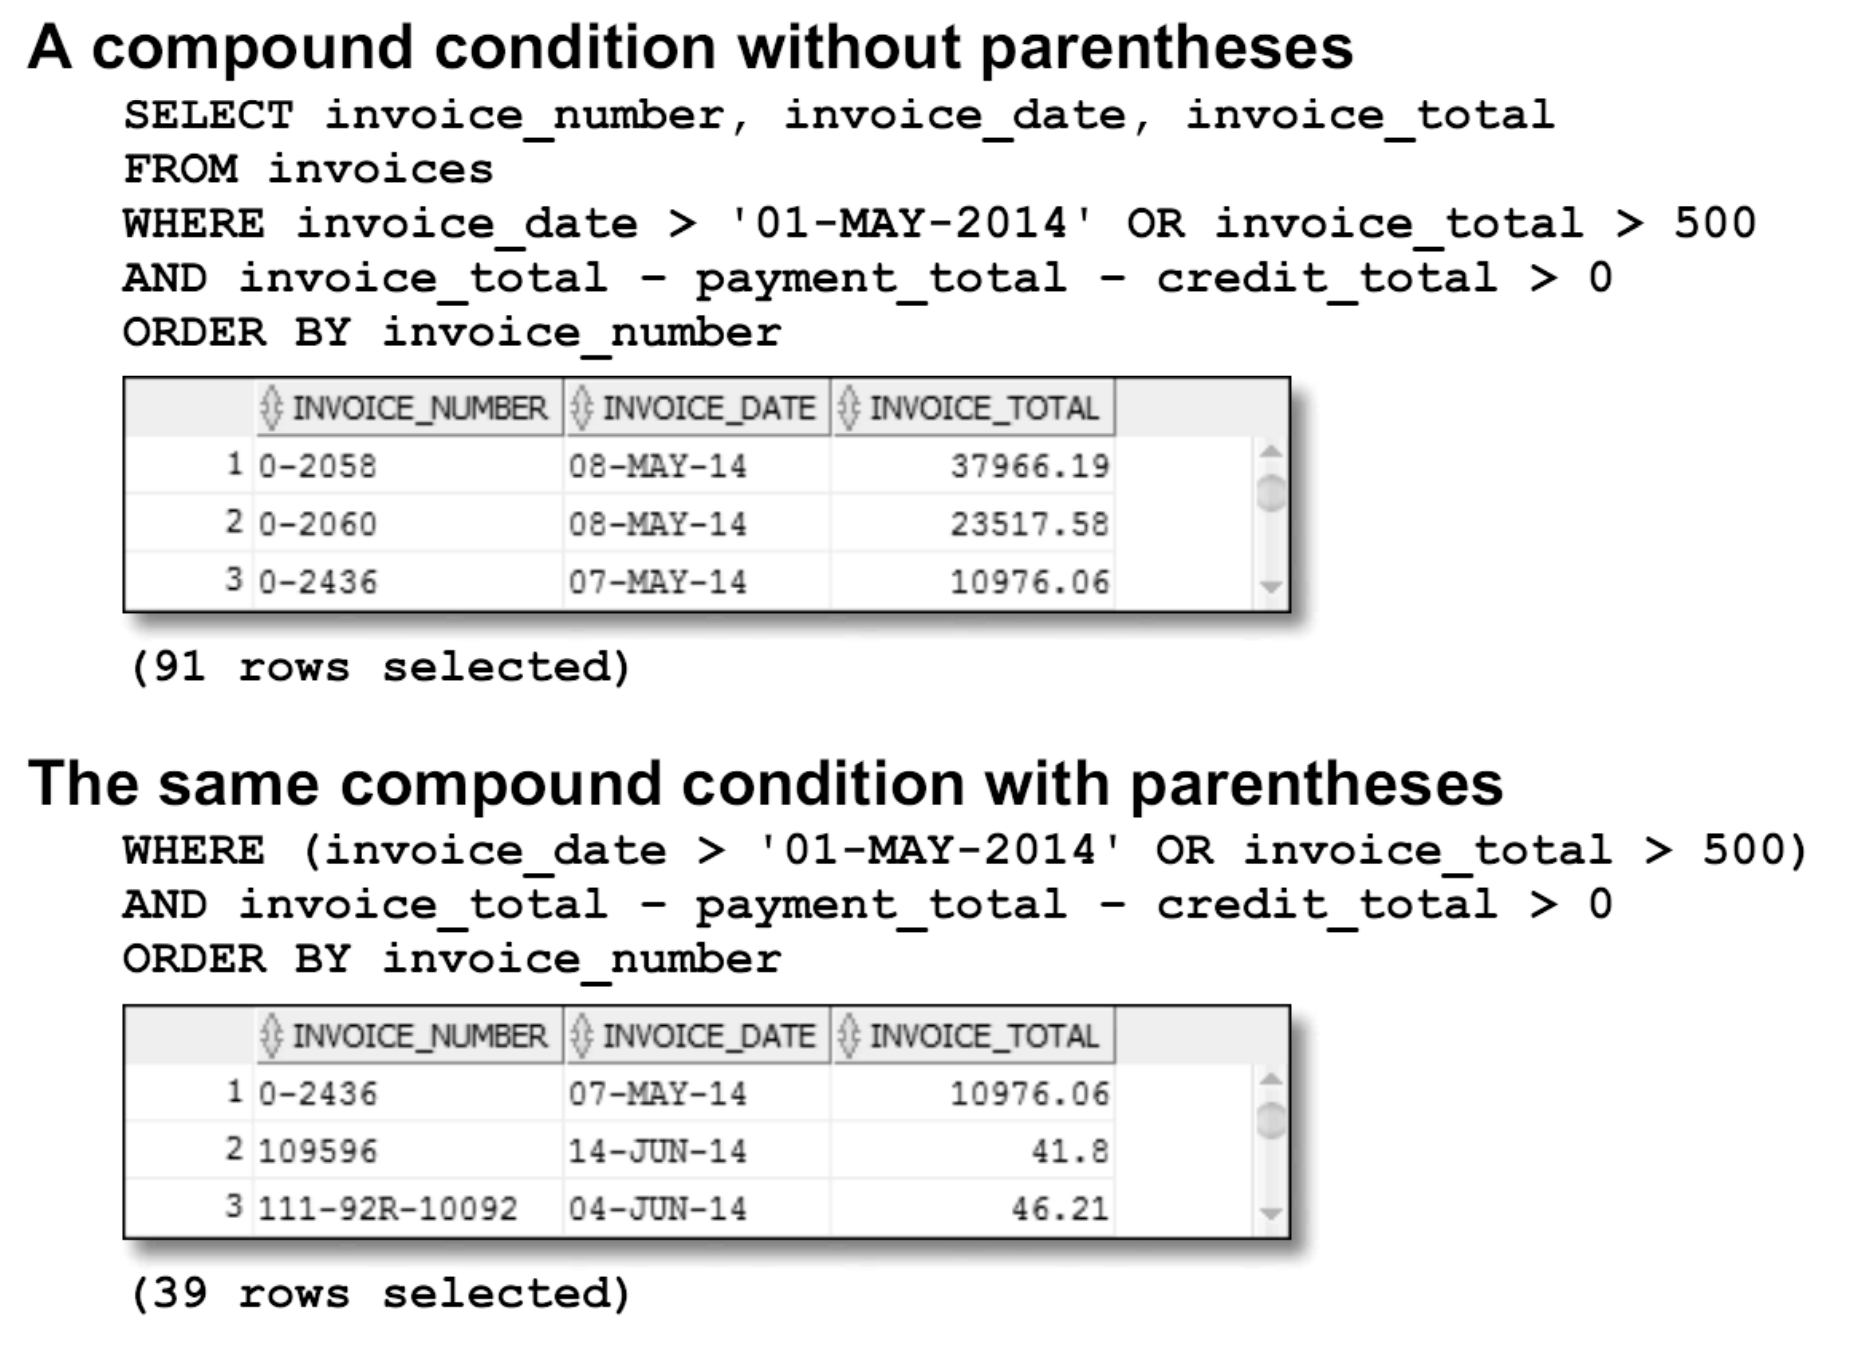 A compound condition without parentheses
SELECT invoice_number, invoice_date, invoice_total
FROM invoices
WHERE invoice_date > '01-MAY-2014' OR invoice_total > 500
AND invoice_total – payment_total – credit_total > 0
ORDER BY invoice_number
INVOICE_NUMBER INVOICE_DATE INVOICE_TOTAL
1 0-2058 08-MAY-14 37966.19
2 0-2060 08-MAY-14 23517.58
3 0-2436 07-MAY-14 10976.06
(91 rows selected)
The same compound condition with parentheses
WHERE (invoice_date > '01-MAY-2014' OR invoice_total > 500)
AND invoice_total – payment_total – credit_total > 0
ORDER BY invoice_number
INVOICE_NUMBER INVOICE_DATE INVOICE_TOTAL
1 0-2436 07-MAY-14 10976.06
2 109596 14-JUN-14 41.8
3 111-92R-10092 04-JUN-14 46.21
(39 rows selected)